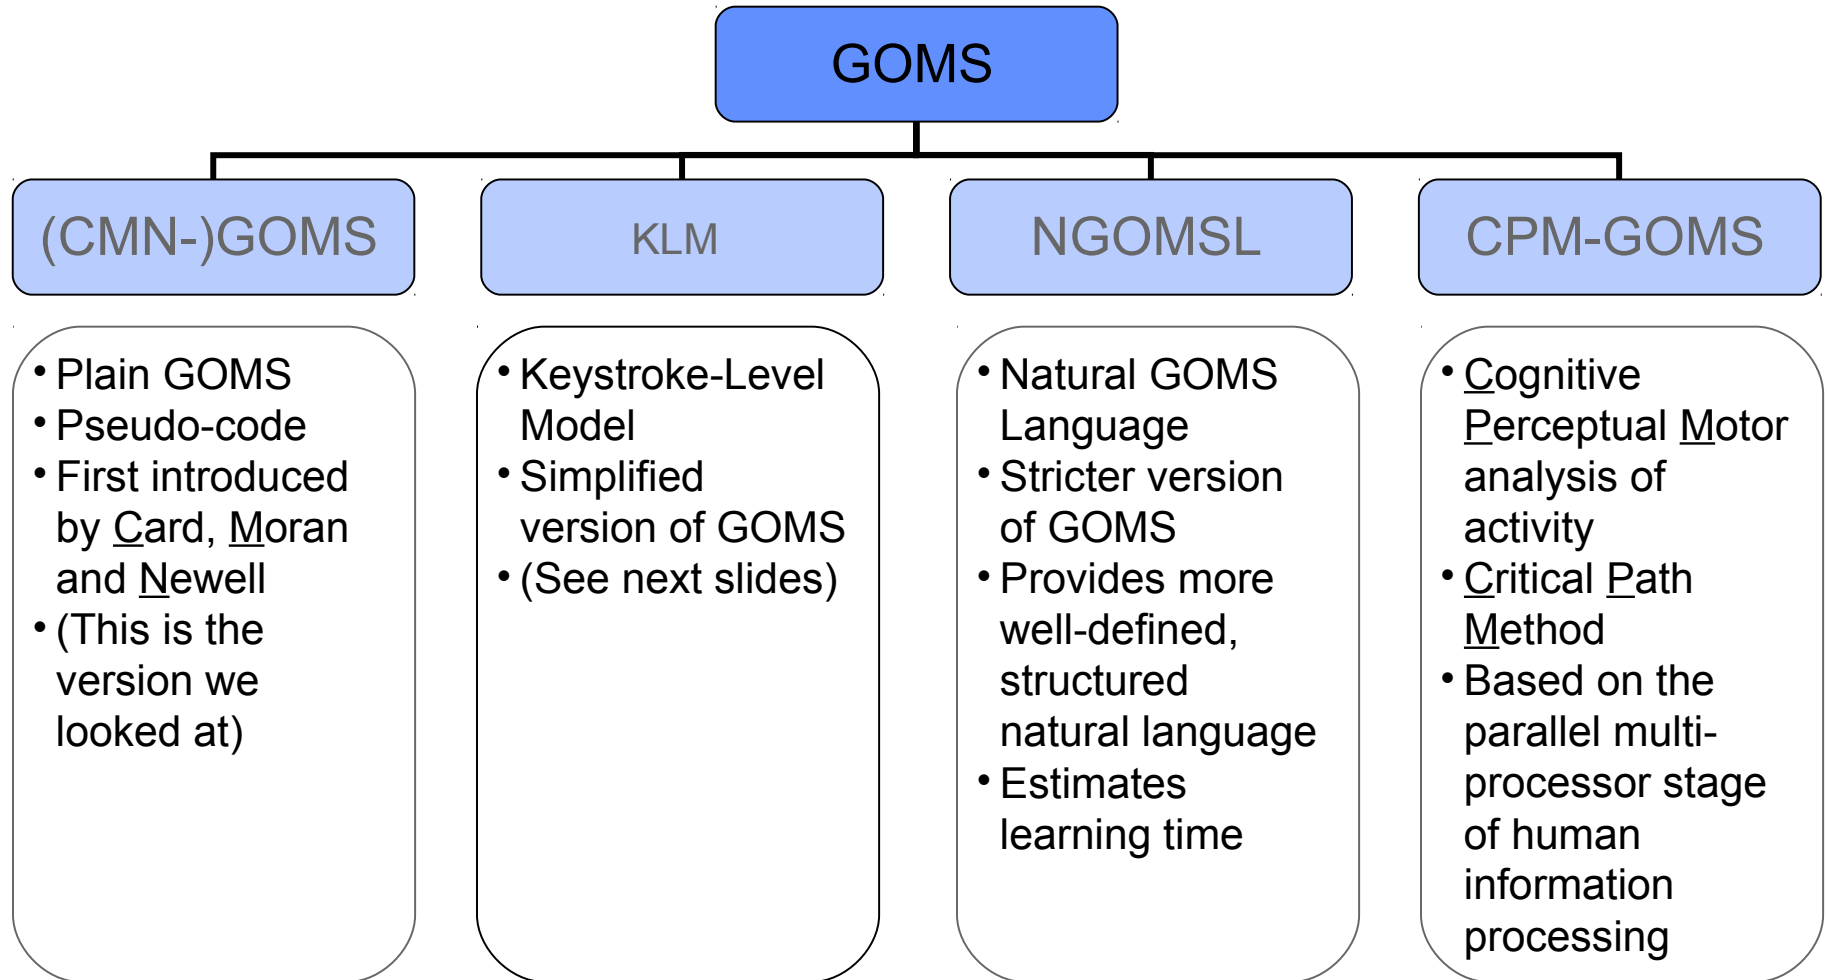 GOMS
(CMN-)GOMS
KLM
NGOMSL
CPM-GOMS
• Plain GOMS
• Pseudo-code
• First introduced
by Card, Moran
and Newell
• (This is the
version we
looked at)
• Keystroke-Level
Model
• Simplified
version of GOMS
• (See next slides)
• Natural GOMS
Language
• Stricter version
of GOMS
• Provides more
well-defined,
structured
natural language
• Estimates
learning time
• Cognitive
Perceptual Motor
analysis of
activity
• Critical Path
Method
• Based on the
parallel multi-
processor stage
of human
information
processing